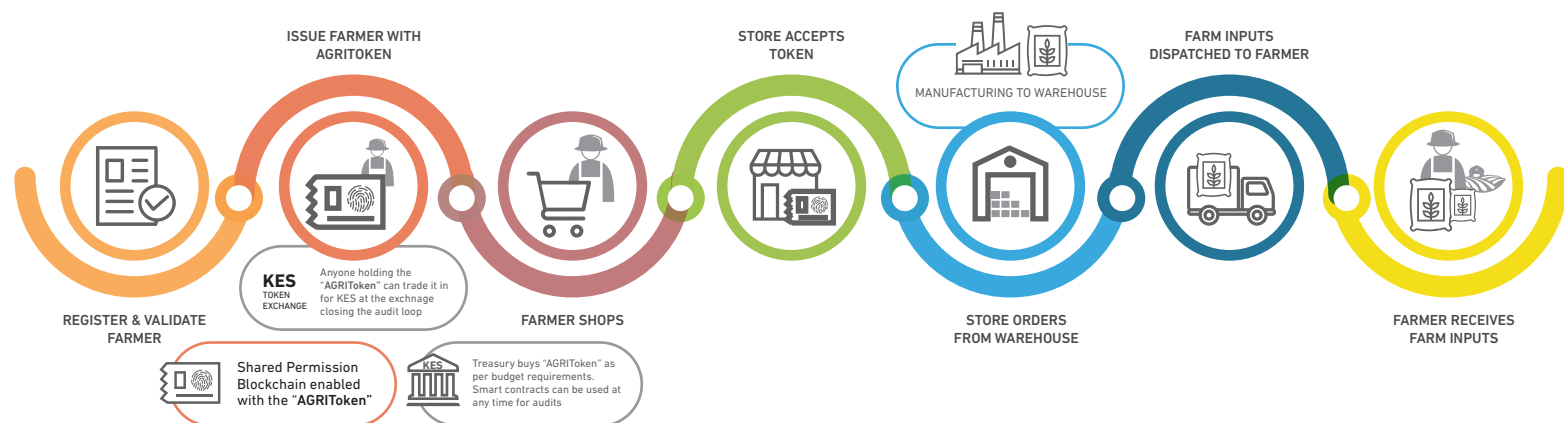 ISSUE FARMER WITH
AGRITOKEN
STORE ACCEPTS
TOKEN
MANUFACTURING TO WAREHOUSE
FARM INPUTS
DISPATCHED TO FARMER
KES
TOKEN
EXCHANGE
Anyone holding the
"AGRIToken" can trade it in
for KES at the exchnage
closing the audit loop
REGISTER & VALIDATE
FARMER
FARMER SHOPS
STORE ORDERS
FROM WAREHOUSE
FARMER RECEIVES
FARM INPUTS
Shared Permission
Blockchain enabled
with the "AGRIToken"
KES
Treasury buys "AGRIToken" as
per budget requirements.
Smart contracts can be used at
any time for audits